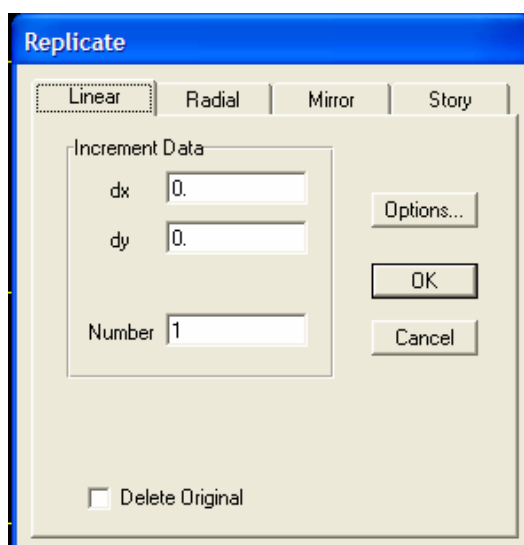 Replicate
Linear Radial Mirror Story
Increment Data
dx 0.
dy 0.
Number 1
Options...
OK
Cancel
Delete Original